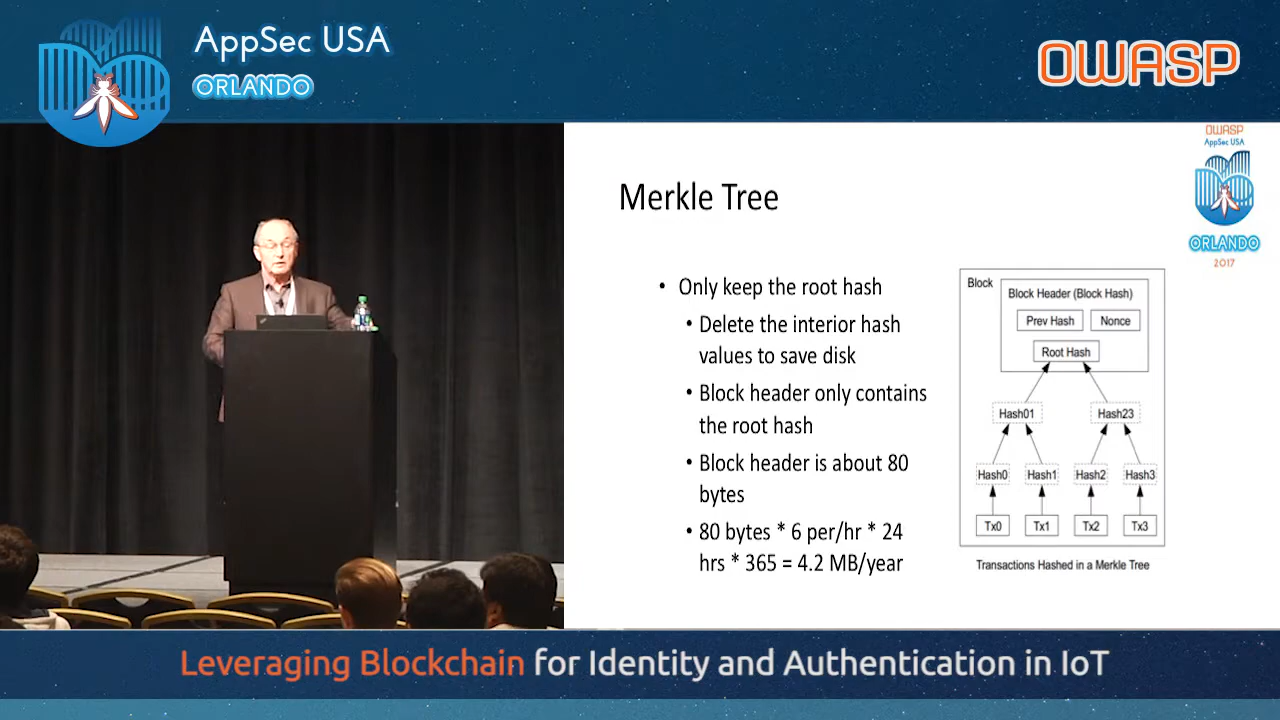 AppSec USA
ORLANDO
OWASP
OWASP
AppSec USA
ORLANDO
2017
Merkle Tree
• Only keep the root hash
• Delete the interior hash
values to save disk
• Block header only contains
the root hash
• Block header is about 80
bytes
• 80 bytes * 6 per/hr * 24
hrs * 365 = 4.2 MB/year
Block
Block Header (Block Hash)
Prev Hash
Nonce
Root Hash
Hash01
Hash23
Hash0
Hash1
Hash2
Hash3
Tx0
Tx1
Tx2
Tx3
Transactions Hashed in a Merkle Tree
Leveraging Blockchain for Identity and Authentication in IoT